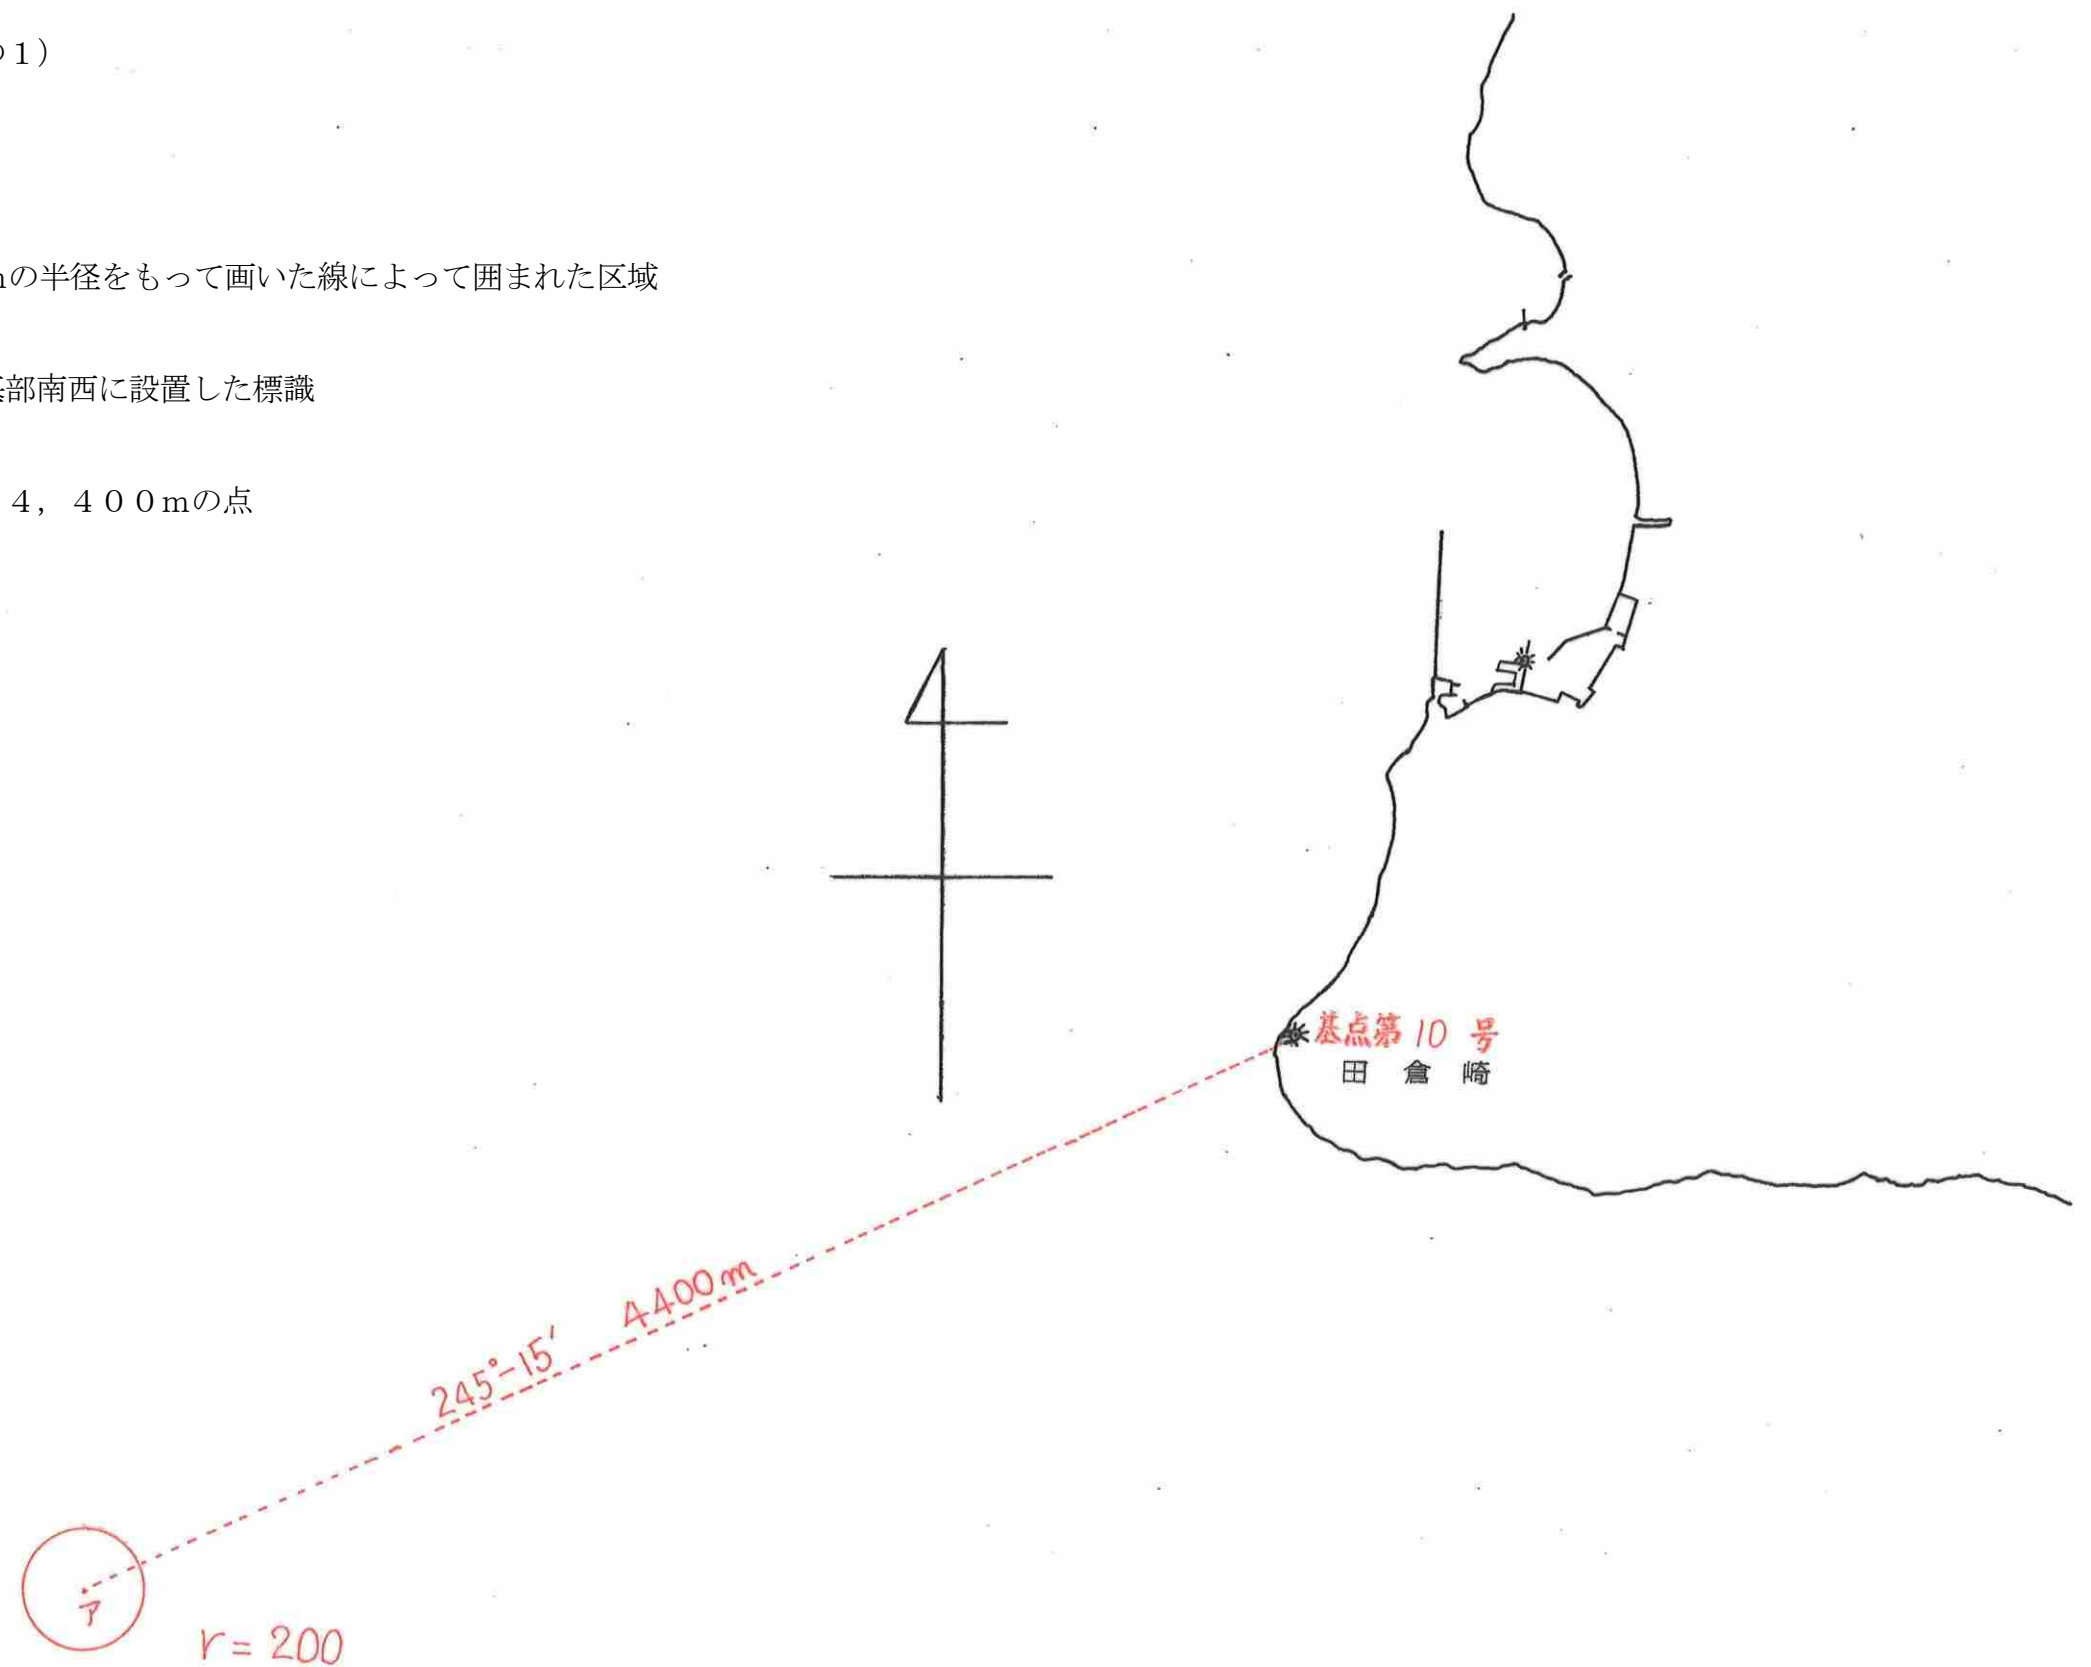 の１）
mの半径をもって画いた線によって囲まれた区域
部南西に設置した標識
４，４００mの点
基点第10号
田倉崎
4400m
245°-15′
ア
r=200